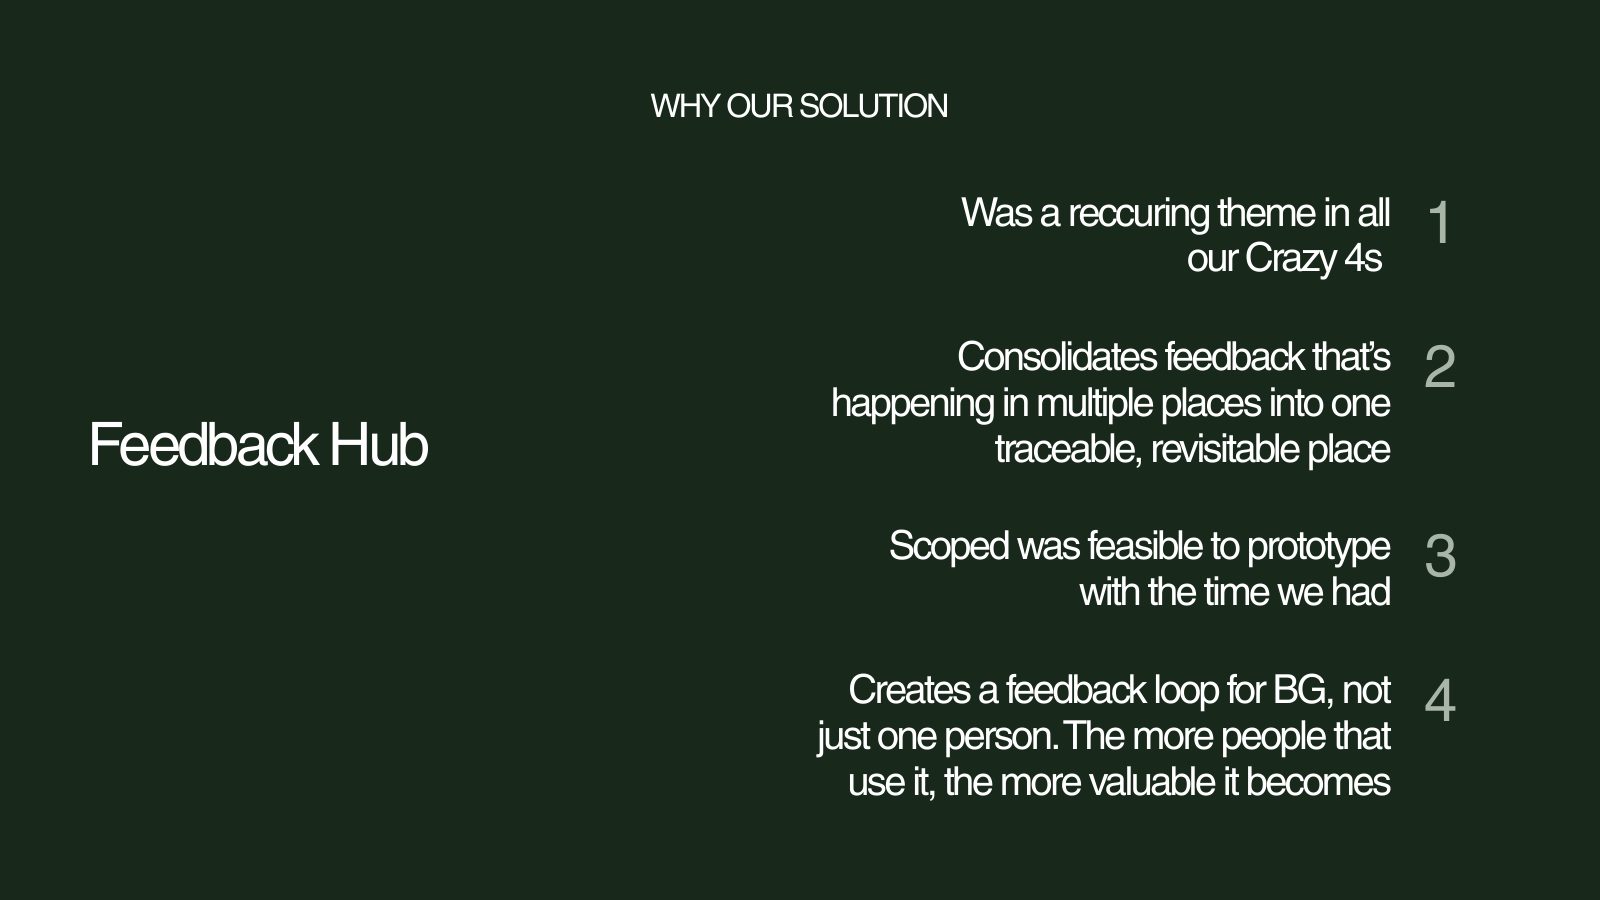 WHY OUR SOLUTION
Feedback Hub
Was a reccuring theme in all
our Crazy 4s
1
Consolidates feedback that’s
happening in multiple places into one
traceable, revisitable place
2
Scoped was feasible to prototype
with the time we had
3
Creates a feedback loop for BG, not
just one person. The more people that
use it, the more valuable it becomes
4